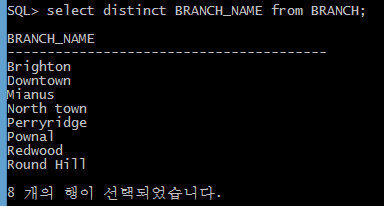 SQL> select distinct BRANCH_NAME from BRANCH;
BRANCH_NAME
----------------------------------------
Brighton
Downtown
Mianus
North town
Perryridge
Pownal
Redwood
Round Hill
8 개의 행이 선택되었습니다.